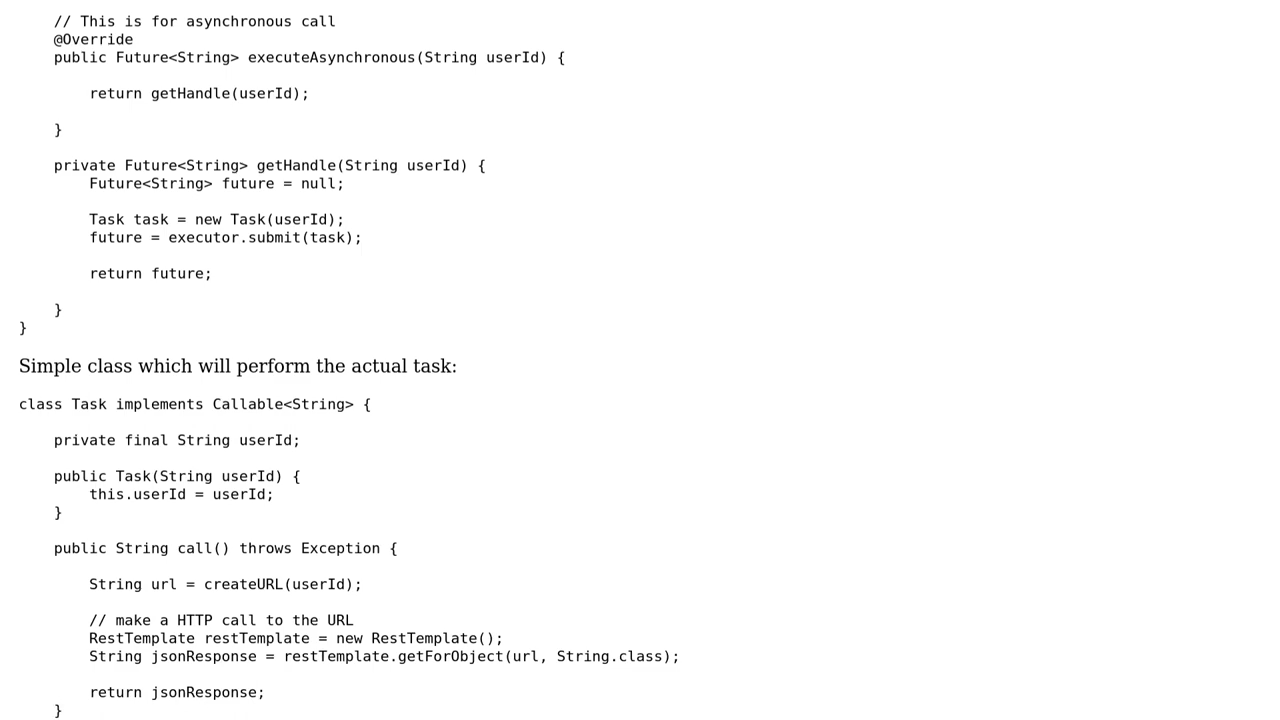 // This is for asynchronous call
@Override
public Future<String> executeAsynchronous(String userId) {
return getHandle(userId);
}
private Future<String> getHandle(String userId) {
Future<String> future = null;
Task task = new Task(userId);
future = executor.submit(task);
return future;
}
}
Simple class which will perform the actual task:
class Task implements Callable<String> {
private final String userId;
public Task(String userId) {
this.userId = userId;
}
public String call() throws Exception {
String url = createURL(userId);
// make a HTTP call to the URL
RestTemplate restTemplate = new RestTemplate();
String jsonResponse = restTemplate.getForObject(url, String.class);
return jsonResponse;
}